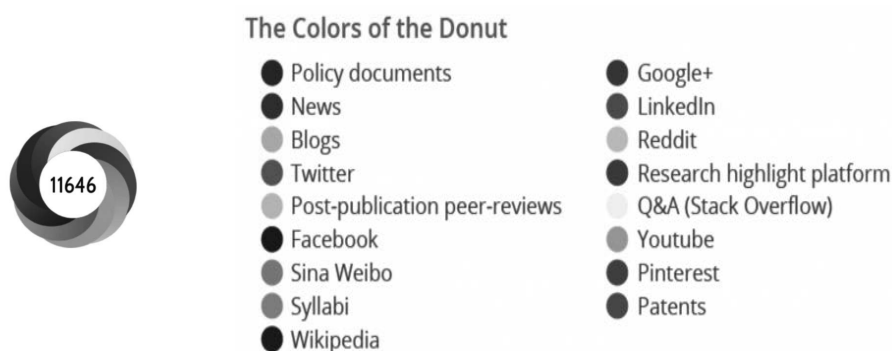 The Colors of the Donut
11646
Policy documents
News
Blogs
Twitter
Post-publication peer-reviews
Facebook
Sina Weibo
Syllabi
Wikipedia
Google+
LinkedIn
Reddit
Research highlight platform
Q&A (Stack Overflow)
Youtube
Pinterest
Patents